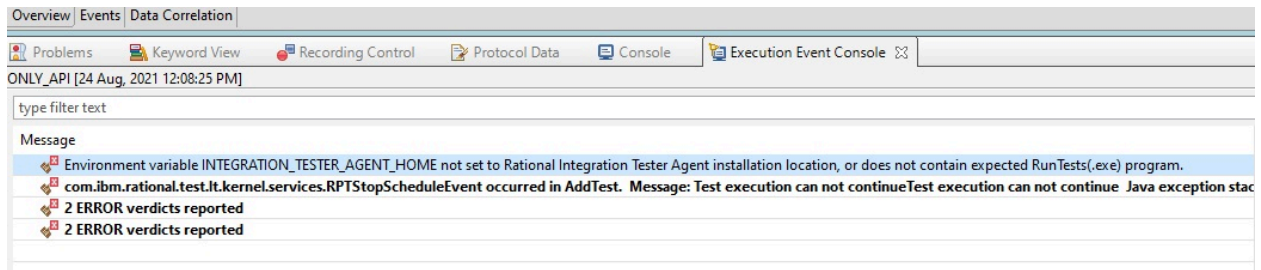 Overview Events Data Correlation
Problems Keyword View Recording Control Protocol Data Console Execution Event Console
ONLY_API [24 Aug, 2021 12:08:25 PM]
type filter text
Message
Environment variable INTEGRATION_TESTER_AGENT_HOME not set to Rational Integration Tester Agent installation location, or does not contain expected RunTests(.exe) program.
com.ibm.rational.test.lt.kernel.services.RPTStopScheduleEvent occurred in AddTest. Message: Test execution can not continueTest execution can not continue Java exception stac
2 ERROR verdicts reported
2 ERROR verdicts reported